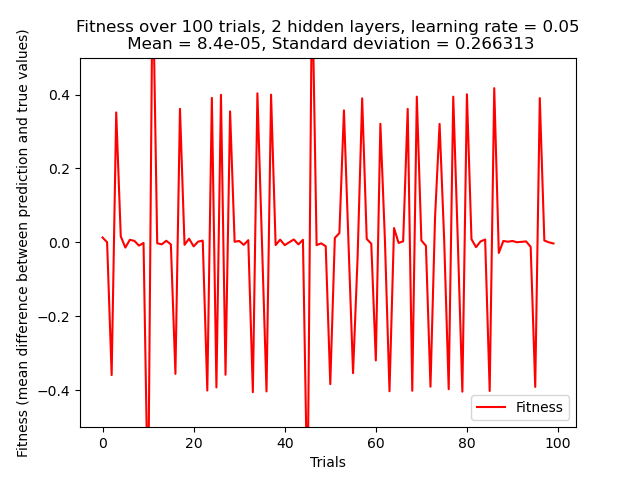 Fitness over 100 trials, 2 hidden layers, learning rate = 0.05
Mean = 8.4e-05, Standard deviation = 0.266313
Fitness (mean difference between prediction and true values)
0.4
0.2
0.0
−0.2
−0.4
Fitness
0 20 40 60 80 100
Trials